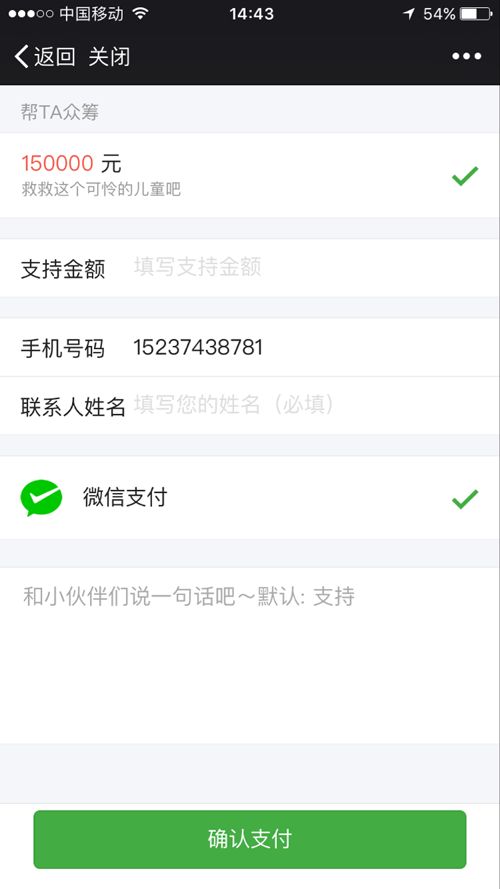 中国移动 14:43 54%
返回 关闭
帮TA众筹
150000 元
救救这个可怜的儿童吧
支持金额 填写支持金额
手机号码 15237438781
联系人姓名 填写您的姓名（必填）
微信支付
和小伙伴们说一句话吧～默认: 支持
确认支付